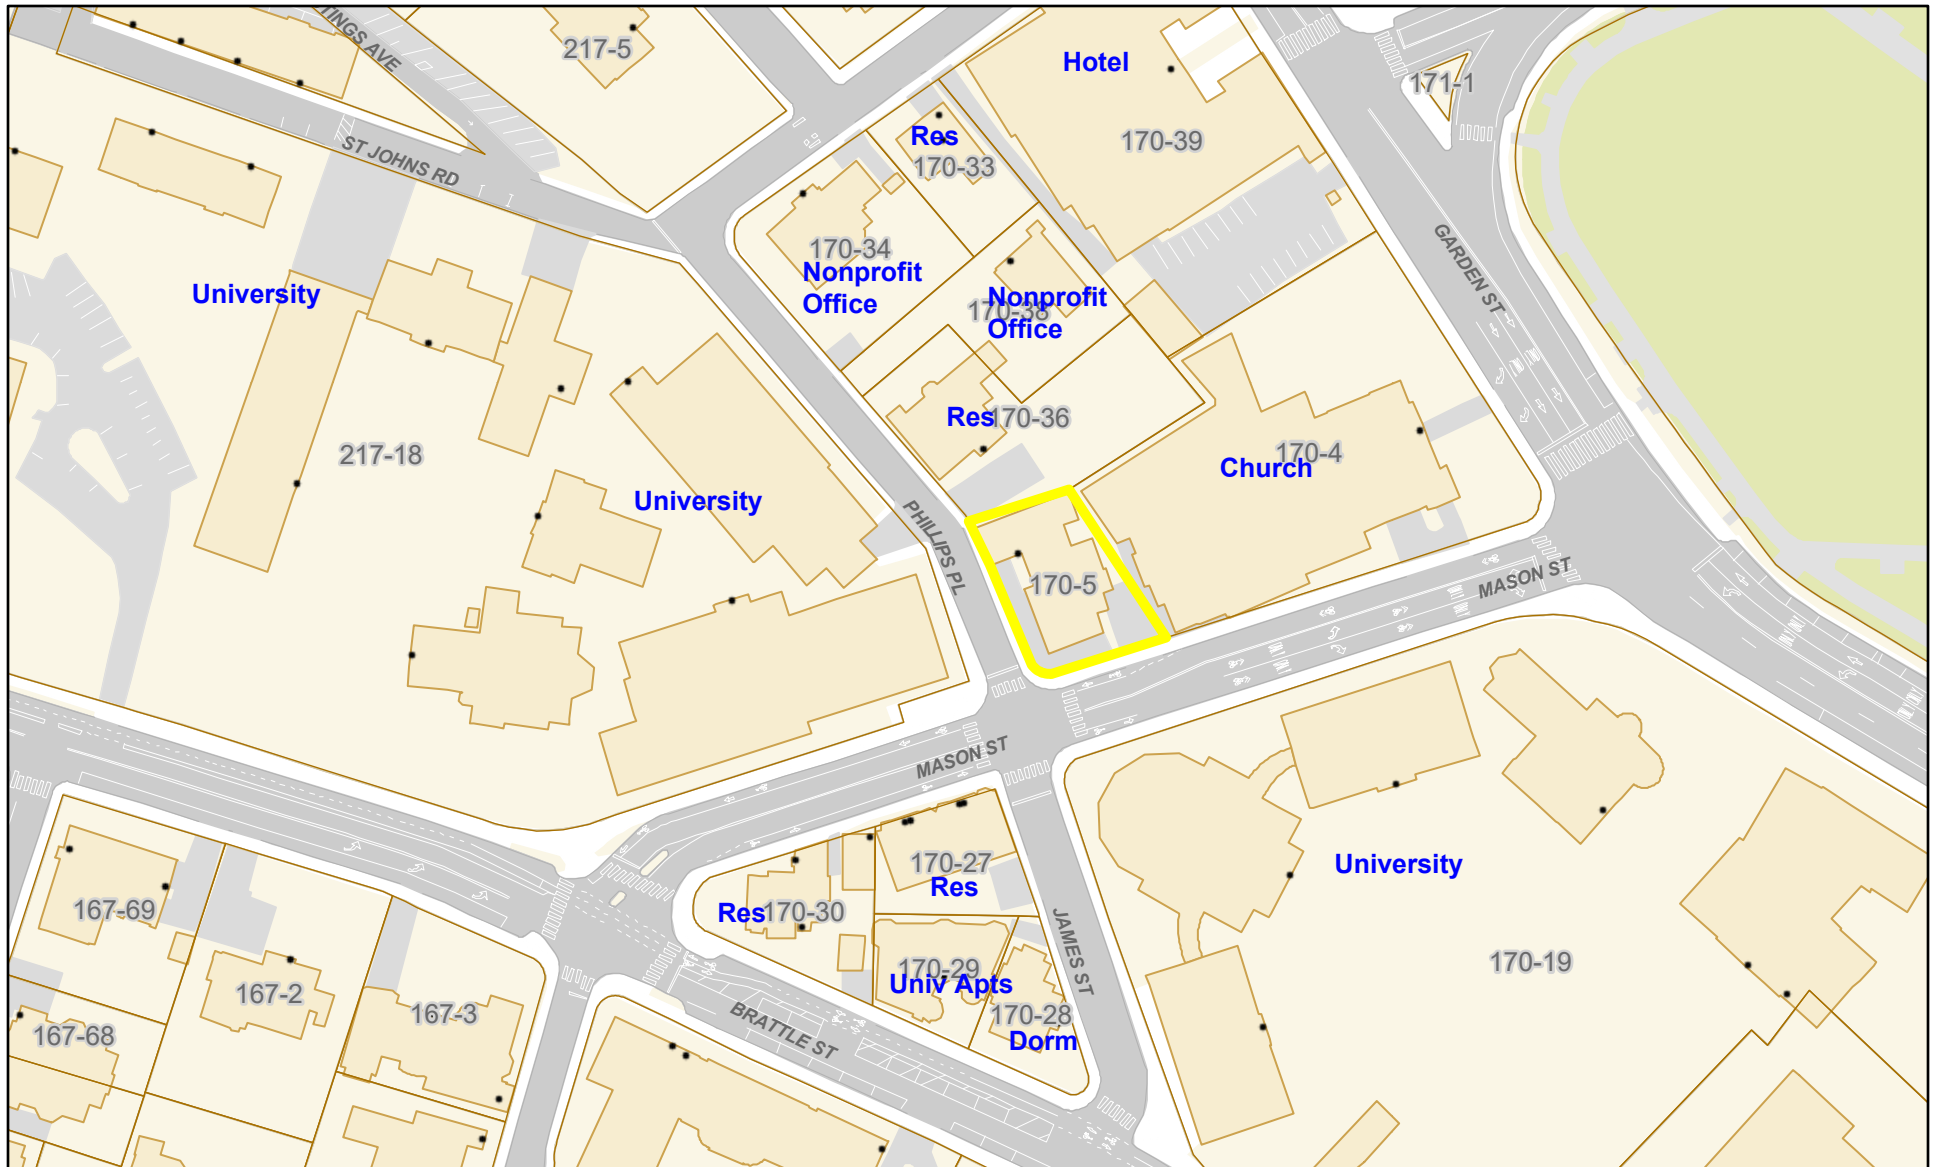 TINGS AVE
217-5
Hotel
171-1
ST JOHNS RD
Res
170-33
170-39
170-34
Nonprofit
Office
University
Nonprofit
170-38
Office
GARDEN ST
217-18
University
Res
170-36
170-4
Church
PHILLIPS PL
170-5
MASON ST
MASON ST
170-27
Res
University
167-69
Res
170-30
JAMES ST
170-19
167-2
167-3
170-29
Univ Apts
170-28
Dorm
167-68
BRATTLE ST